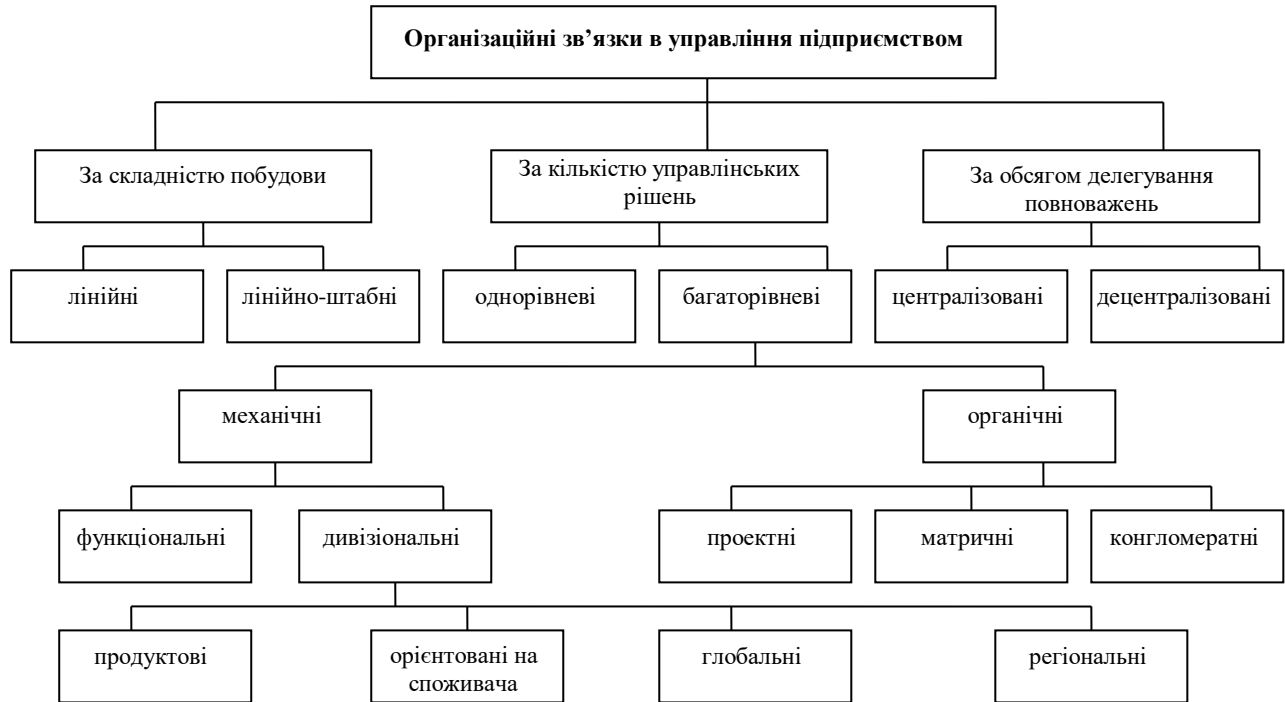 Організаційні зв’язки в управління підприємством
За складністю побудови
За кількістю управлінських
рішень
За обсягом делегування
повноважень
лінійні
лінійно-штабні
однорівневі
багаторівневі
централізовані
децентралізовані
механічні
органічні
функціональні
дивізіональні
проектні
матричні
конгломератні
продуктові
орієнтовані на
споживача
глобальні
регіональні